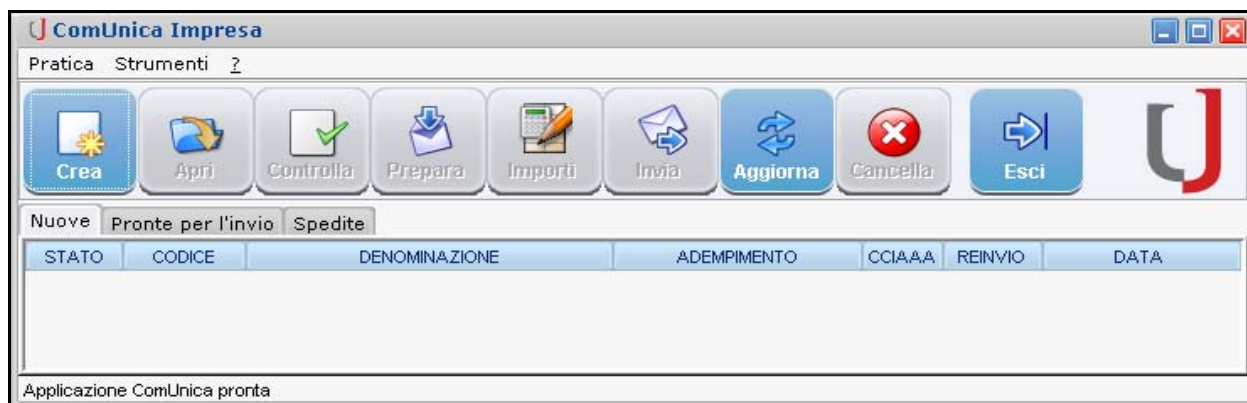 ComUnica Impresa
Pratica Strumenti ?
Crea Apri Controlla Prepara Importi Invia Aggiorna Cancella Esci
Nuove Pronte per l'invio Spedite
STATO CODICE DENOMINAZIONE ADEMPIMENTO CCIAAA REINVIO DATA
Applicazione ComUnica pronta